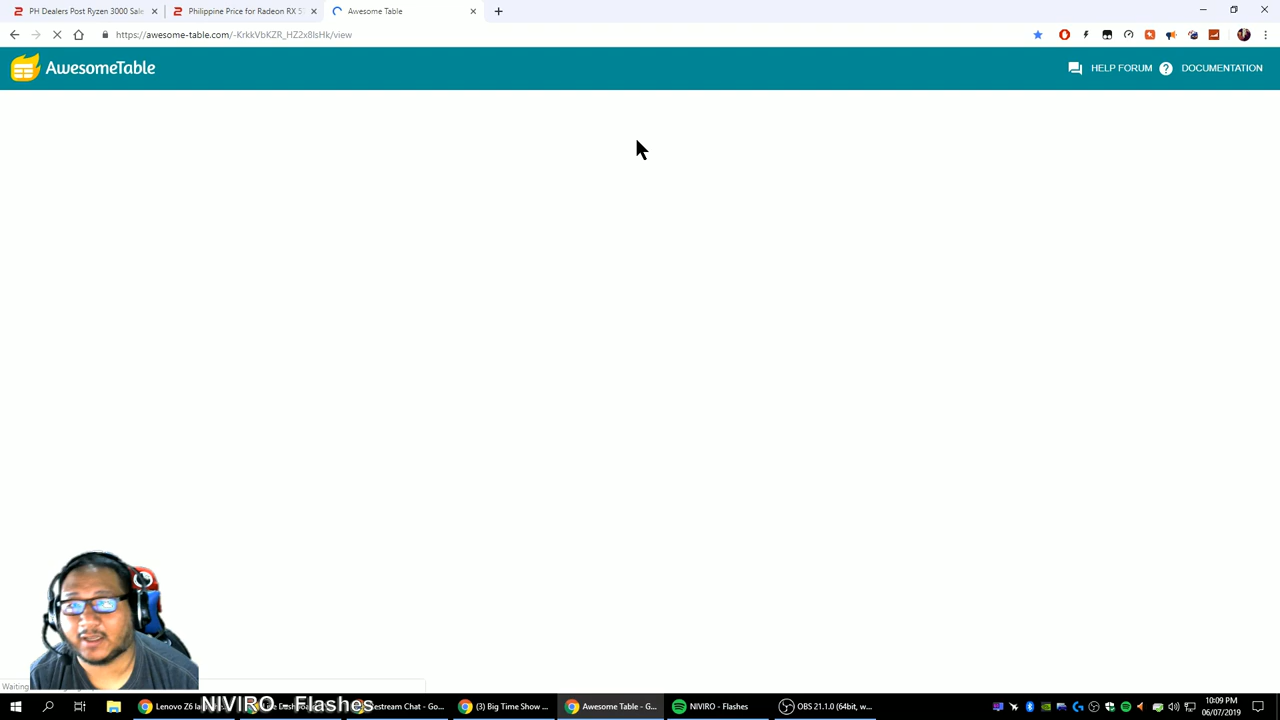 PH Dealers Post Ryzen 3000 Sale
Philippine Price for Radeon RX 5
Awesome Table
https://awesome-table.com/-KrkkVbKZR_HZ2x8lsHk/view
AwesomeTable
HELP FORUM
DOCUMENTATION
Waiting
NIVIRO - Flashes
Lenovo Z6 la
estream Chat - Go...
(3) Big Time Show ...
Awesome Table - G...
NIVIRO - Flashes
OBS 21.1.0 (64bit, w...
10:09 PM
06/07/2019